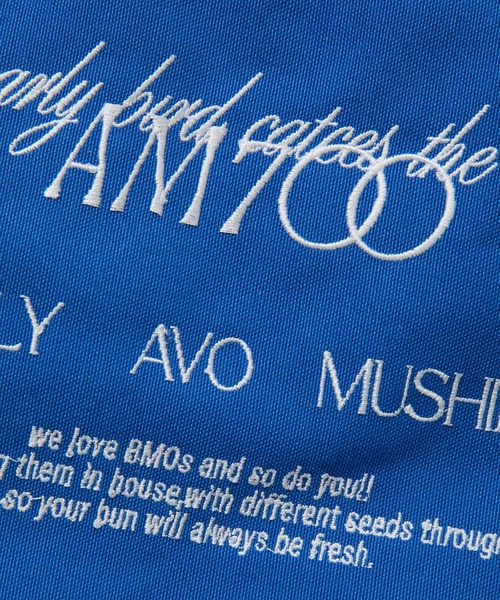 arly bird catces the
AM700
LY AVO MUSHI
we love BMOs and so do you!!
g them in house,with different seeds through
so your bun will always be fresh.